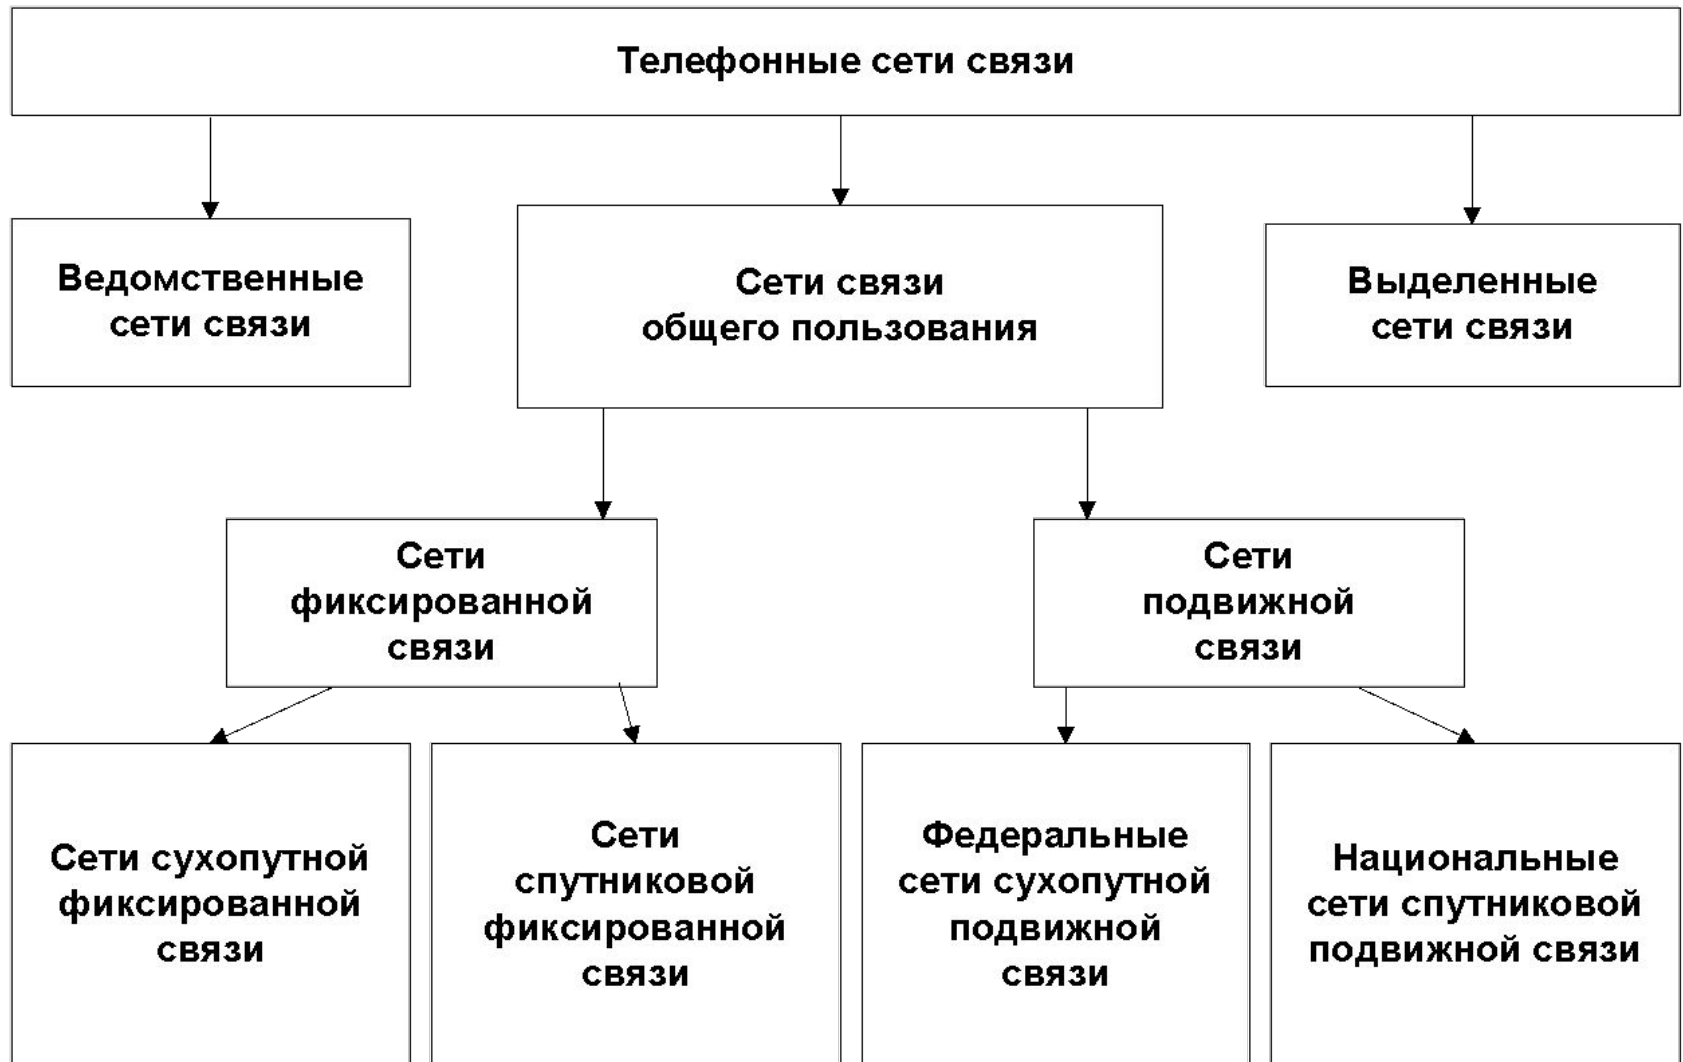 Телефонные сети связи
Ведомственные
сети связи
Сети связи
общего пользования
Выделенные
сети связи
Сети
фиксированной
связи
Сети
подвижной
связи
Сети сухопутной
фиксированной
связи
Сети
спутниковой
фиксированной
связи
Федеральные
сети сухопутной
подвижной
связи
Национальные
сети спутниковой
подвижной связи